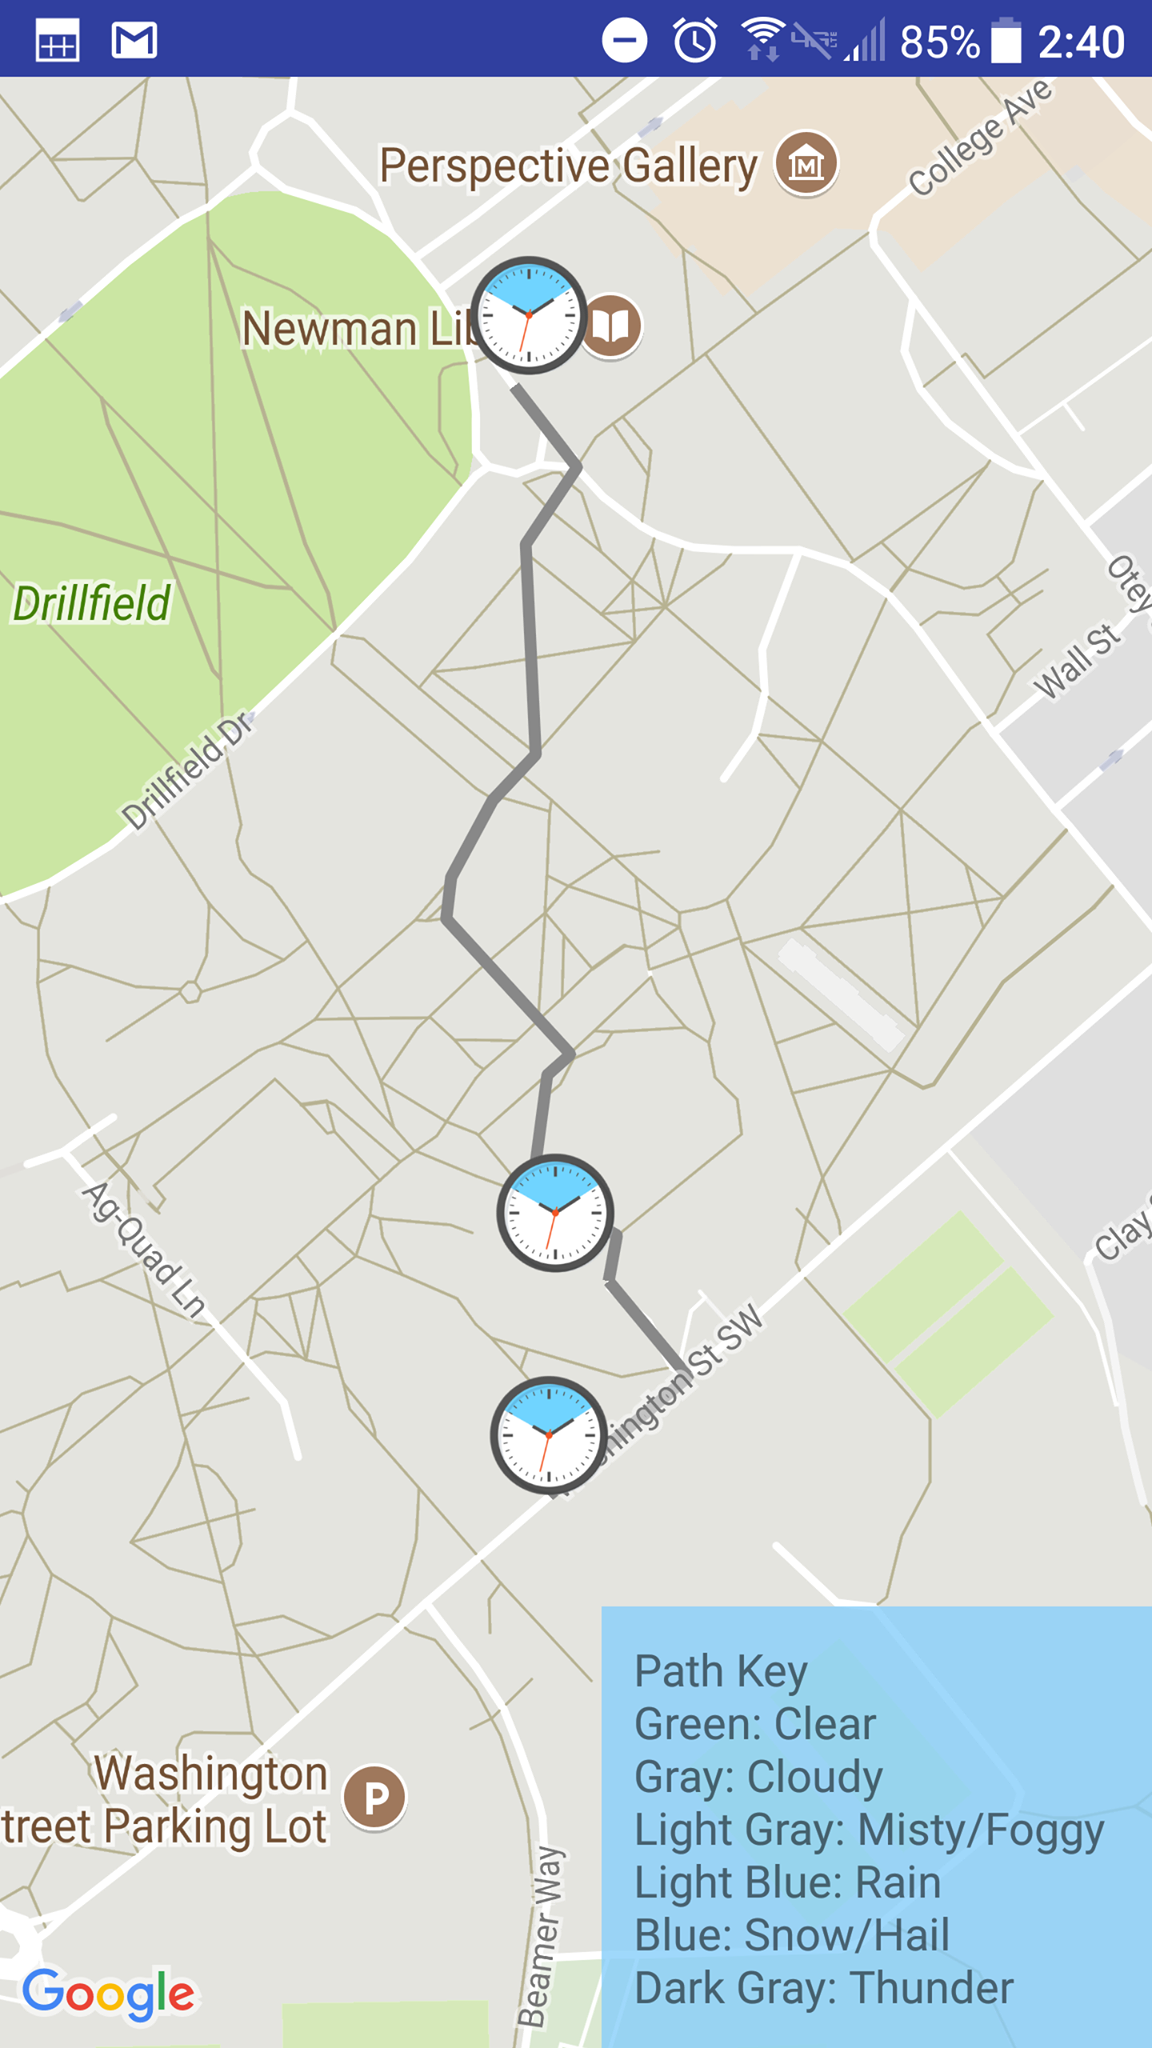 85% 2:40
College Ave
Perspective Gallery
Newman Lib
Otey
Drillfield
Wall St
Drillfield Dr
Clay
Ag-Quad Ln
hington St SW
Path Key
Green: Clear
Gray: Cloudy
Light Gray: Misty/Foggy
Light Blue: Rain
Blue: Snow/Hail
Dark Gray: Thunder
Washington
treet Parking Lot
P
Beamer Way
Google